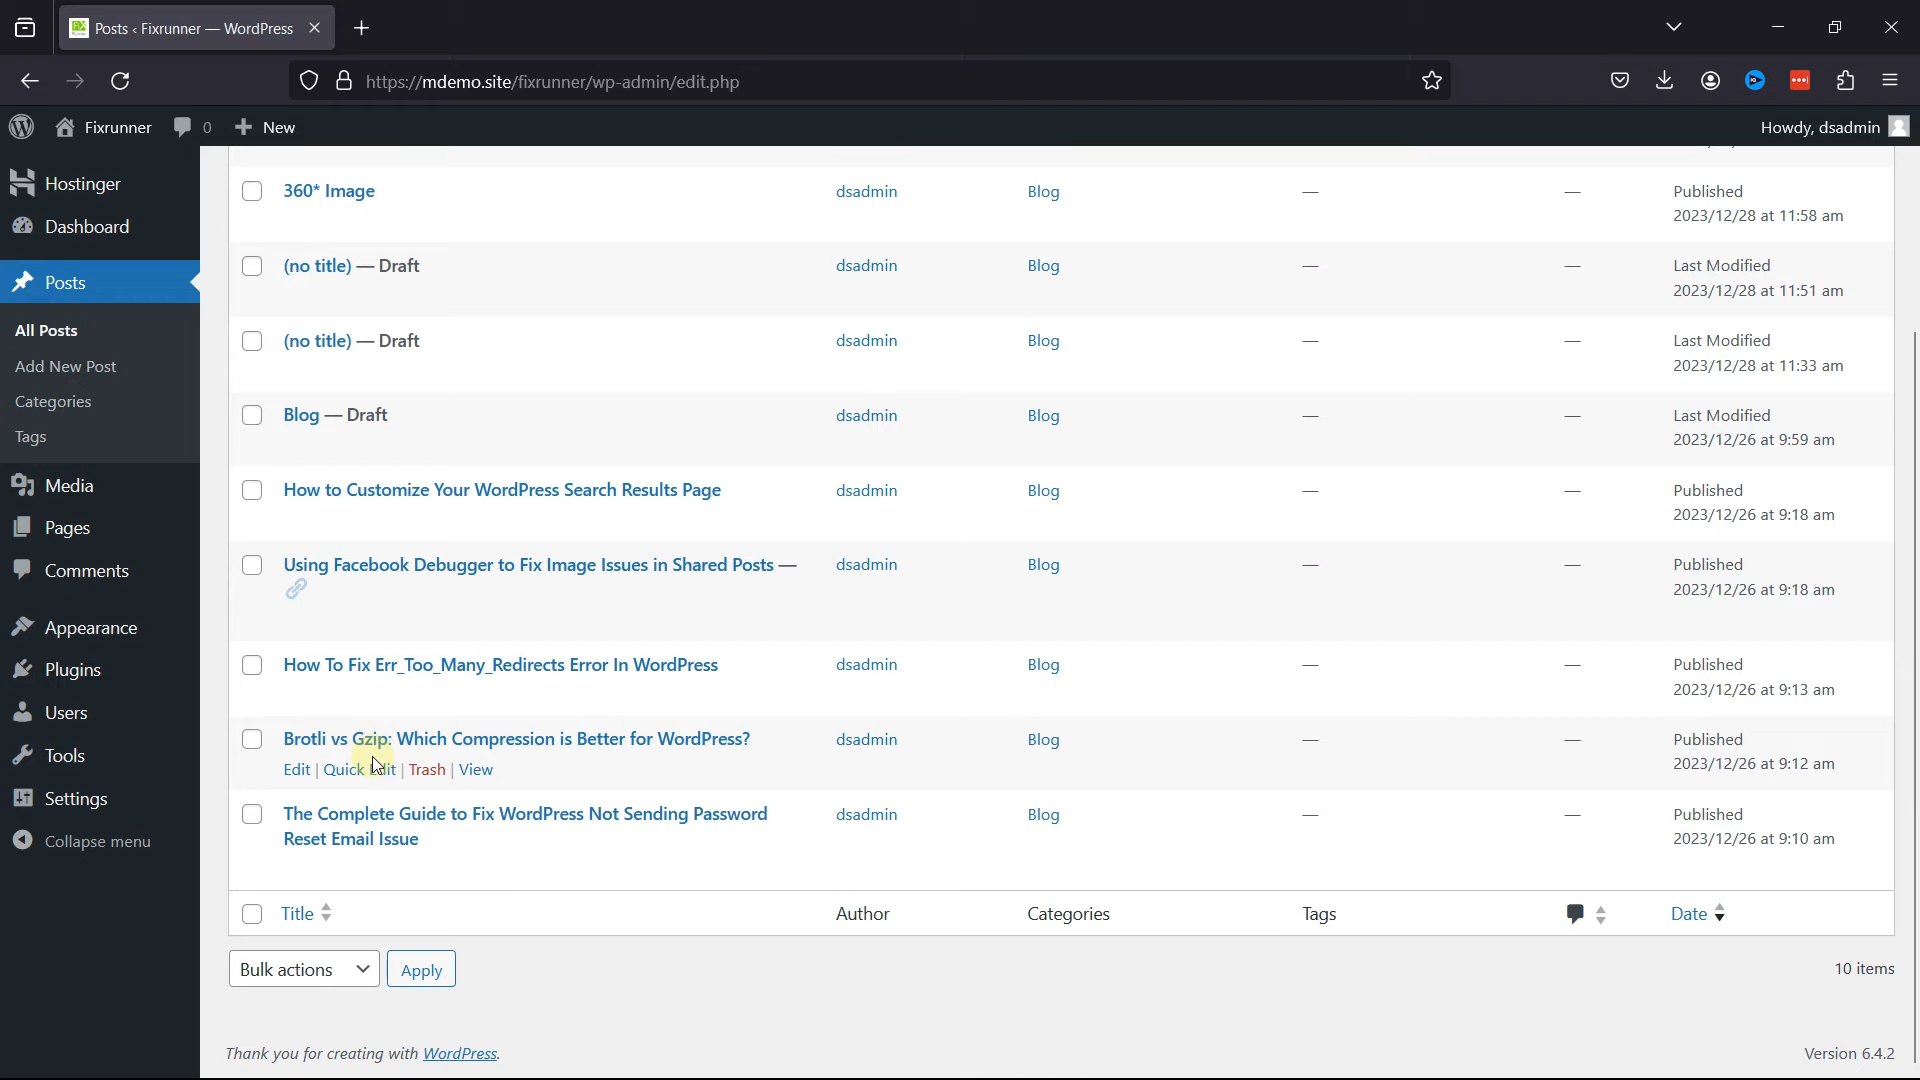 Posts ‹ Fixrunner — WordPress
https://mdemo.site/fixrunner/wp-admin/edit.php
Fixrunner 0 New Howdy, dsadmin
Hostinger
Dashboard
Posts
All Posts
Add New Post
Categories
Tags
Media
Pages
Comments
Appearance
Plugins
Users
Tools
Settings
Collapse menu
360* Image dsadmin Blog — — Published
2023/12/28 at 11:58 am
(no title) — Draft dsadmin Blog — — Last Modified
2023/12/28 at 11:51 am
(no title) — Draft dsadmin Blog — — Last Modified
2023/12/28 at 11:33 am
Blog — Draft dsadmin Blog — — Last Modified
2023/12/26 at 9:59 am
How to Customize Your WordPress Search Results Page dsadmin Blog — — Published
2023/12/26 at 9:18 am
Using Facebook Debugger to Fix Image Issues in Shared Posts — dsadmin Blog — — Published
2023/12/26 at 9:18 am
How To Fix Err_Too_Many_Redirects Error In WordPress dsadmin Blog — — Published
2023/12/26 at 9:13 am
Brotli vs Gzip: Which Compression is Better for WordPress? dsadmin Blog — — Published
Edit | Quick Edit | Trash | View 2023/12/26 at 9:12 am
The Complete Guide to Fix WordPress Not Sending Password dsadmin Blog — — Published
Reset Email Issue 2023/12/26 at 9:10 am
Title Author Categories Tags Date
Bulk actions Apply 10 items
Thank you for creating with WordPress. Version 6.4.2